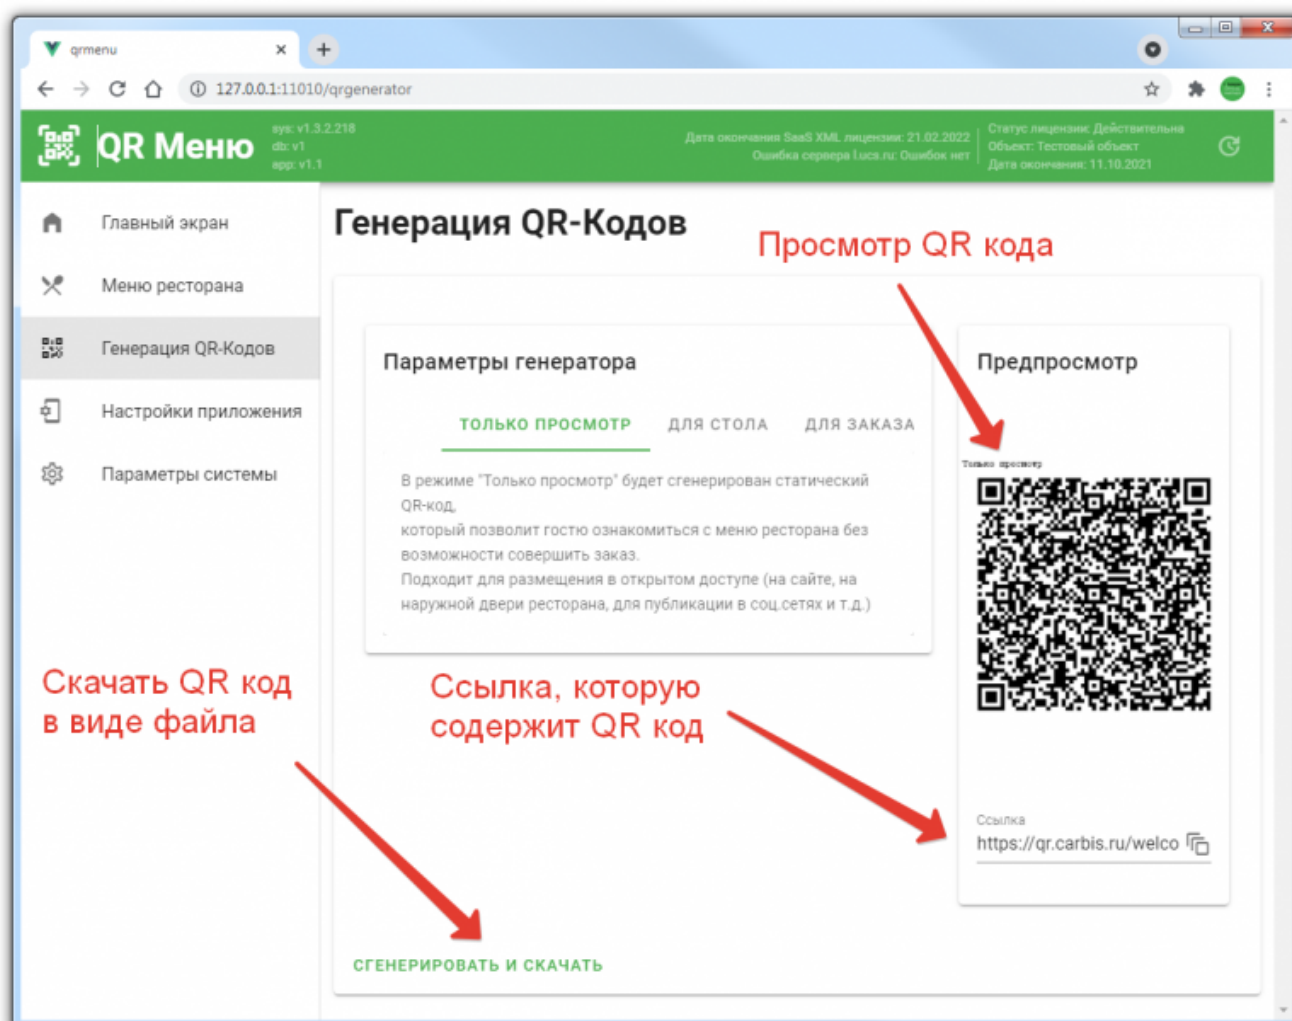 qrmenu
127.0.0.1:11010/qrgenerator
QR Меню
sys: v1.3.2.218
db: v1
app: v1.1
Дата окончания SaaS XML лицензии: 21.02.2022
Ошибка сервера l.ucs.ru: Ошибок нет
Статус лицензии: Действительна
Объект: Тестовый объект
Дата окончания: 11.10.2021
Главный экран
Меню ресторана
Генерация QR-Кодов
Настройки приложения
Параметры системы
Генерация QR-Кодов
Просмотр QR кода
Параметры генератора
ТОЛЬКО ПРОСМОТР
ДЛЯ СТОЛА
ДЛЯ ЗАКАЗА
В режиме "Только просмотр" будет сгенерирован статический
QR-код,
который позволит гостю ознакомиться с меню ресторана без
возможности совершить заказ.
Подходит для размещения в открытом доступе (на сайте, на
наружной двери ресторана, для публикации в соц.сетях и т.д.)
Предпросмотр
Только просмотр
Скачать QR код
в виде файла
Ссылка, которую
содержит QR код
Ссылка
https://qr.carbis.ru/welco
СГЕНЕРИРОВАТЬ И СКАЧАТЬ